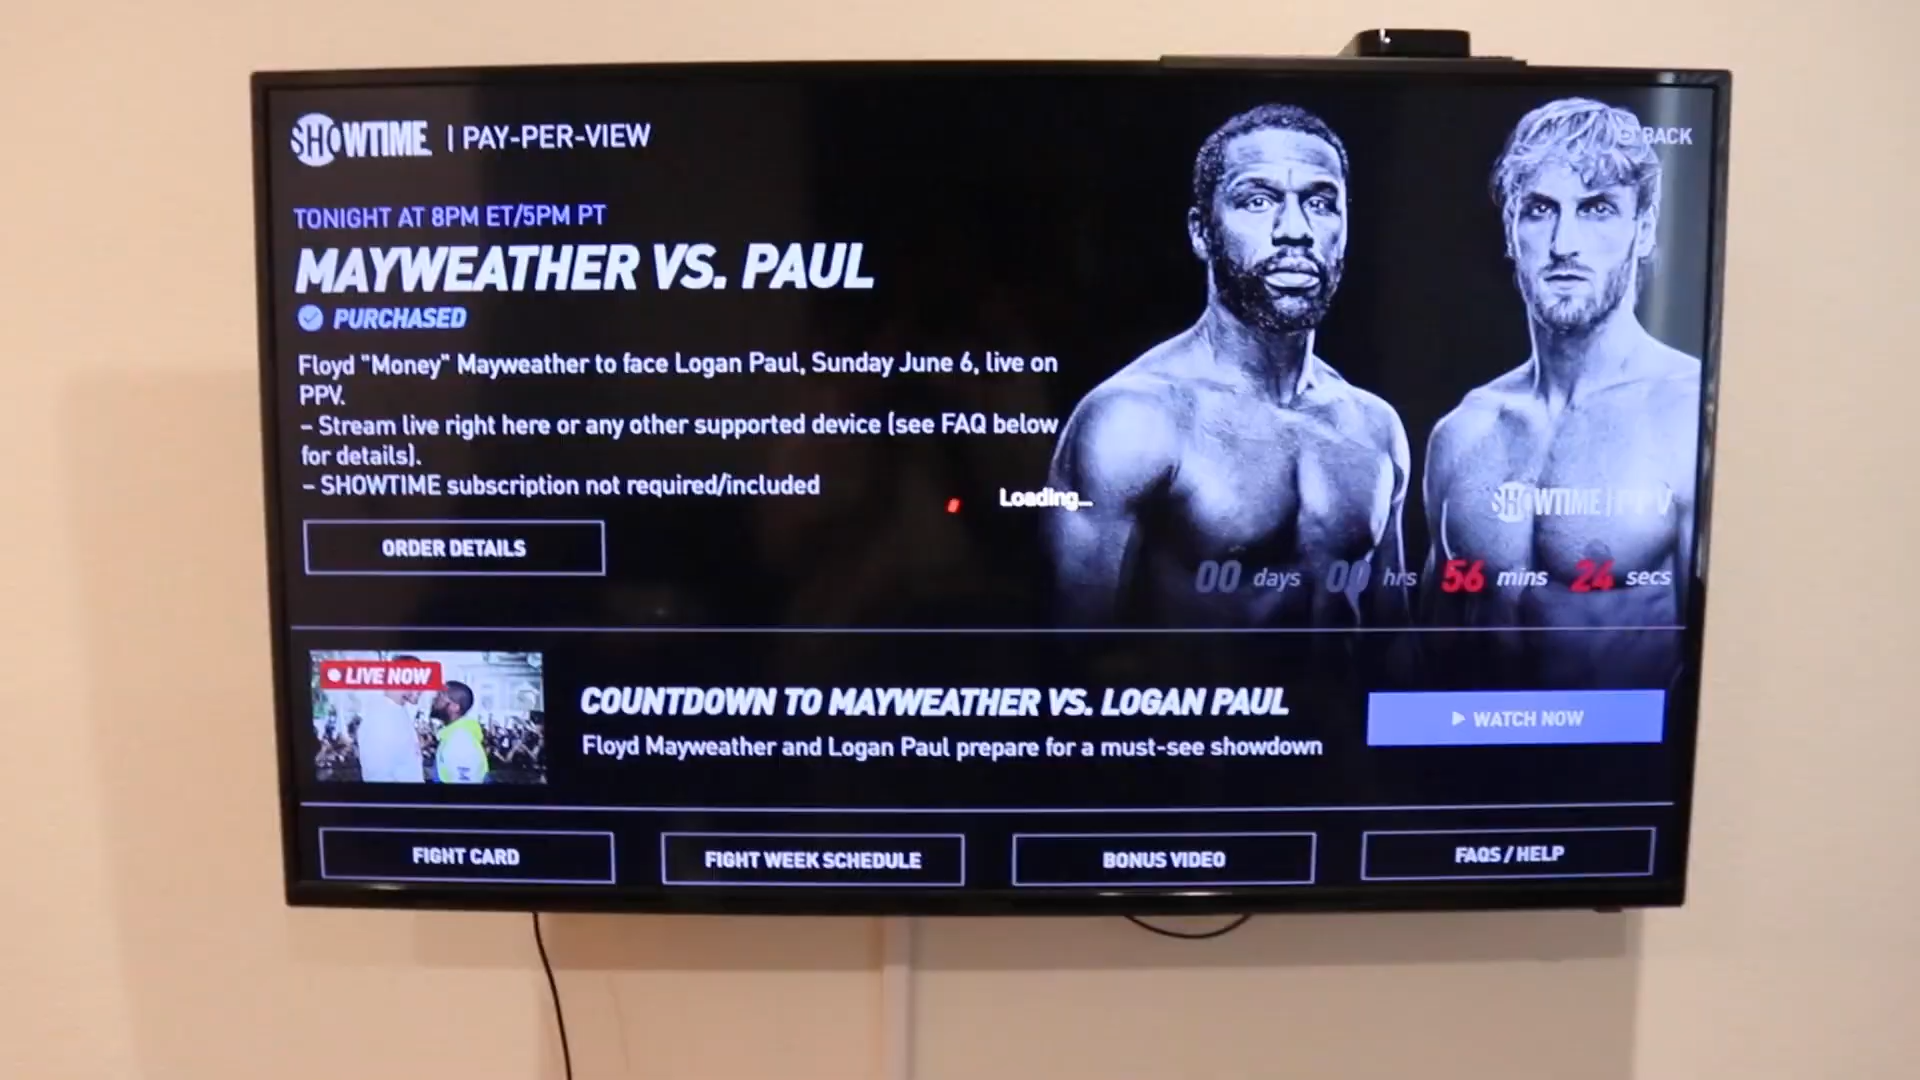 SHOWTIME | PAY-PER-VIEW
BACK
TONIGHT AT 8PM ET/5PM PT
MAYWEATHER VS. PAUL
PURCHASED
Floyd "Money" Mayweather to face Logan Paul, Sunday June 6, live on
PPV.
– Stream live right here or any other supported device (see FAQ below
for details).
– SHOWTIME subscription not required/included
Loading...
SHOWTIME | PPV
ORDER DETAILS
00 days 00 hrs 56 mins 24 secs
LIVE NOW
COUNTDOWN TO MAYWEATHER VS. LOGAN PAUL
Floyd Mayweather and Logan Paul prepare for a must-see showdown
WATCH NOW
FIGHT CARD
FIGHT WEEK SCHEDULE
BONUS VIDEO
FAQS / HELP